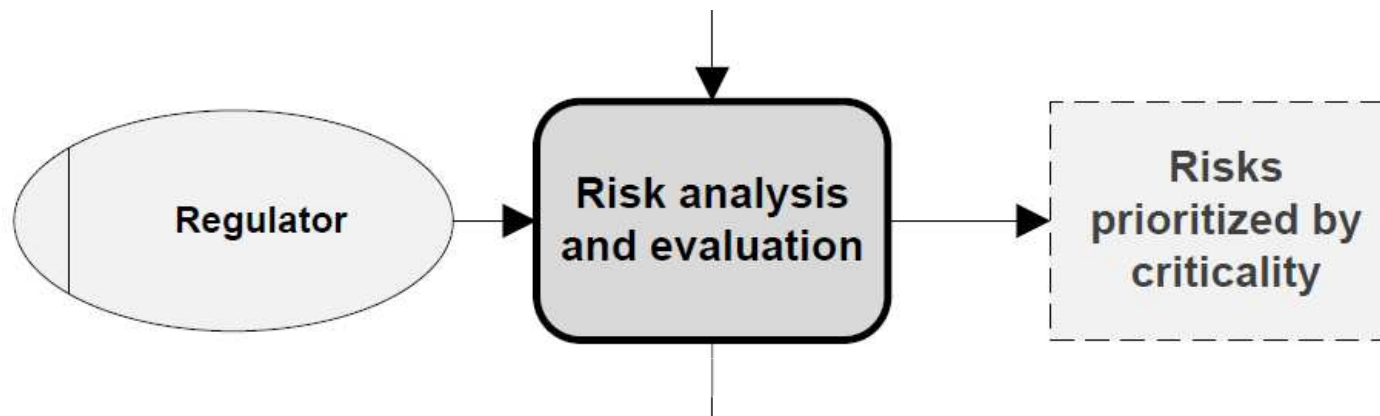 Regulator
Risk analysis
and evaluation
Risks
prioritized by
criticality